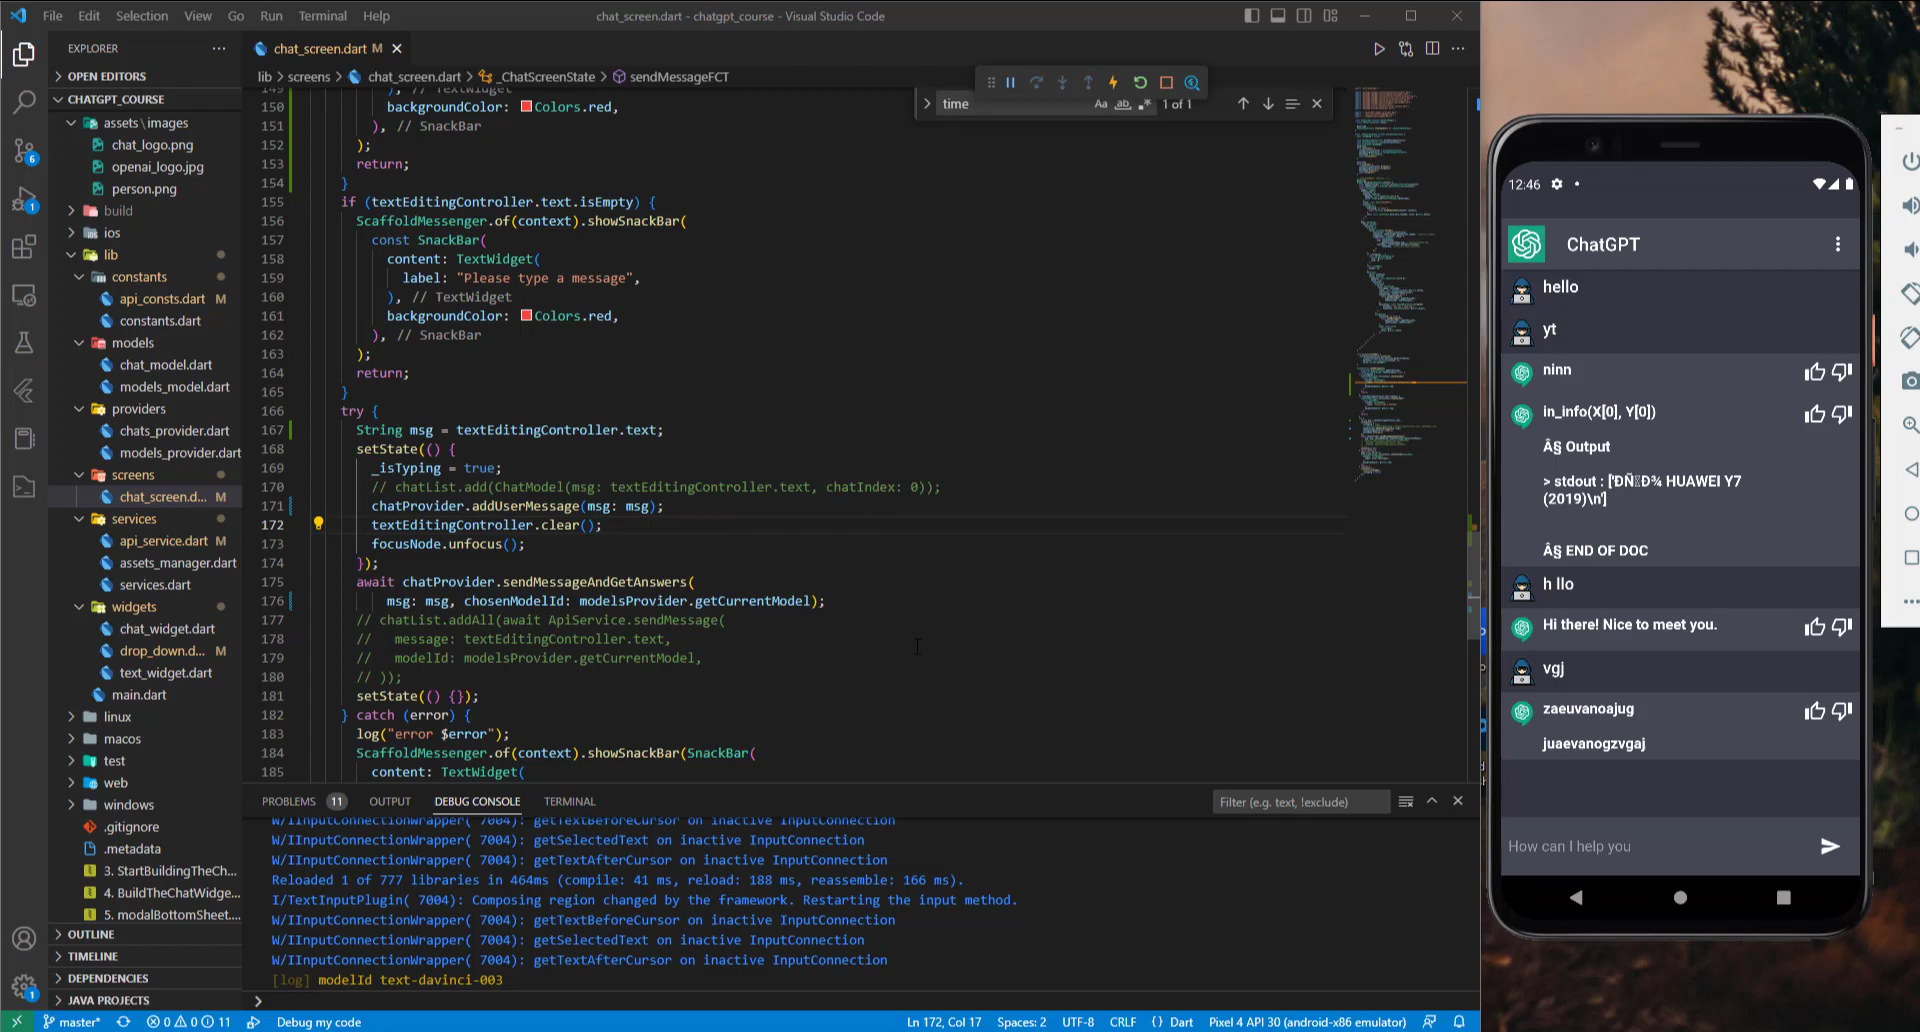 File Edit Selection View Go Run Terminal Help
chat_screen.dart - chatgpt_course - Visual Studio Code
EXPLORER
OPEN EDITORS
CHATGPT_COURSE
assets\images
chat_logo.png
openai_logo.jpg
person.png
build
ios
lib
constants
api_consts.dart M
constants.dart
models
chat_model.dart
models_model.dart
providers
chats_provider.dart
models_provider.dart
screens
chat_screen.d... M
services
api_service.dart M
assets_manager.dart
services.dart
widgets
chat_widget.dart
drop_down.d... M
text_widget.dart
main.dart
linux
macos
test
web
windows
.gitignore
.metadata
3. StartBuildingTheCh...
4. BuildTheChatWidge...
5. modalBottomSheet....
OUTLINE
TIMELINE
DEPENDENCIES
JAVA PROJECTS
6
1
1
chat_screen.dart M
lib > screens > chat_screen.dart > _ChatScreenState > sendMessageFCT
time
Aa ab 1 of 1
149 ), // TextWidget
150 backgroundColor: Colors.red,
151 ), // SnackBar
152 );
153 return;
154 }
155 if (textEditingController.text.isEmpty) {
156 ScaffoldMessenger.of(context).showSnackBar(
157 const SnackBar(
158 content: TextWidget(
159 label: "Please type a message",
160 ), // TextWidget
161 backgroundColor: Colors.red,
162 ), // SnackBar
163 );
164 return;
165 }
166 try {
167 String msg = textEditingController.text;
168 setState(() {
169 _isTyping = true;
170 // chatList.add(ChatModel(msg: textEditingController.text, chatIndex: 0));
171 chatProvider.addUserMessage(msg: msg);
172 textEditingController.clear();
173 focusNode.unfocus();
174 });
175 await chatProvider.sendMessageAndGetAnswers(
176 msg: msg, chosenModelId: modelsProvider.getCurrentModel);
177 // chatList.addAll(await ApiService.sendMessage(
178 // message: textEditingController.text,
179 // modelId: modelsProvider.getCurrentModel,
180 // ));
181 setState(() {});
182 } catch (error) {
183 log("error $error");
184 ScaffoldMessenger.of(context).showSnackBar(SnackBar(
185 content: TextWidget(
PROBLEMS 11 OUTPUT DEBUG CONSOLE TERMINAL
Filter (e.g. text, !exclude)
W/IInputConnectionWrapper( 7004): getTextBeforeCursor on inactive InputConnection
W/IInputConnectionWrapper( 7004): getSelectedText on inactive InputConnection
W/IInputConnectionWrapper( 7004): getTextAfterCursor on inactive InputConnection
Reloaded 1 of 777 libraries in 464ms (compile: 41 ms, reload: 188 ms, reassemble: 166 ms).
I/TextInputPlugin( 7004): Composing region changed by the framework. Restarting the input method.
W/IInputConnectionWrapper( 7004): getTextBeforeCursor on inactive InputConnection
W/IInputConnectionWrapper( 7004): getSelectedText on inactive InputConnection
W/IInputConnectionWrapper( 7004): getTextAfterCursor on inactive InputConnection
[log] modelId text-davinci-003
master* 0 0 11 Debug my code
Ln 172, Col 17 Spaces: 2 UTF-8 CRLF {} Dart Pixel 4 API 30 (android-x86 emulator)
12:46
ChatGPT
hello
yt
ninn
in_info(X[0], Y[0])
Â§ Output
> stdout : ['ÐÑÐ¾ HUAWEI Y7
(2019)\n']
Â§ END OF DOC
h llo
Hi there! Nice to meet you.
vgj
zaeuvanoajug
juaevanogzvgaj
How can I help you